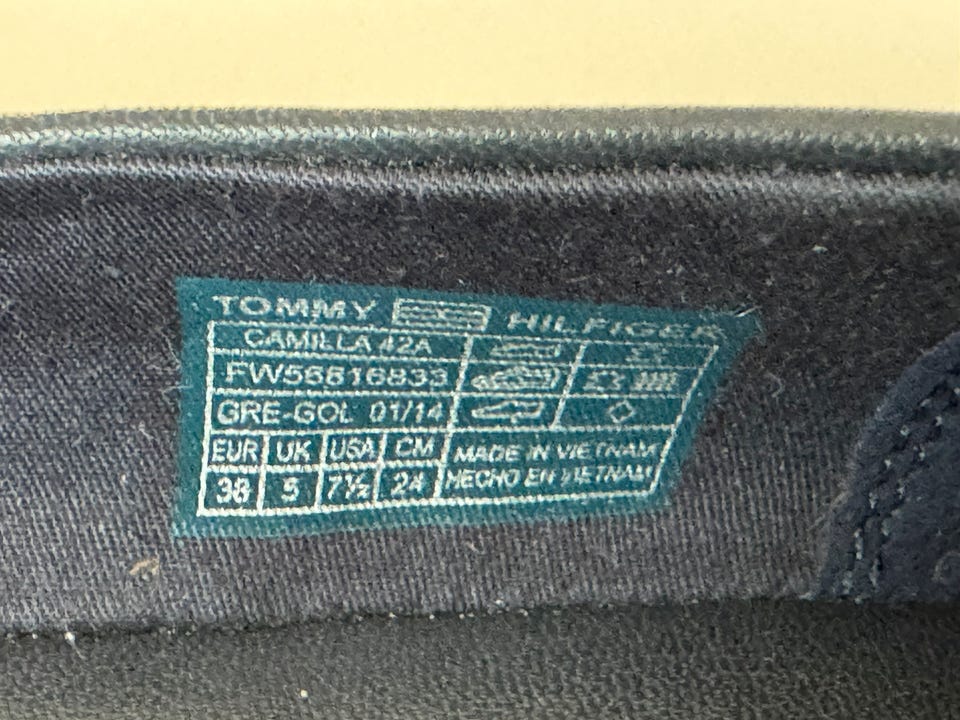 TOMMY HILFIGER
CAMILLA 42A
FW56816833
GRE-GOL 01/14
EUR UK USA CM
38 5 7½ 24
MADE IN VIETNAM
HECHO EN VIETNAM